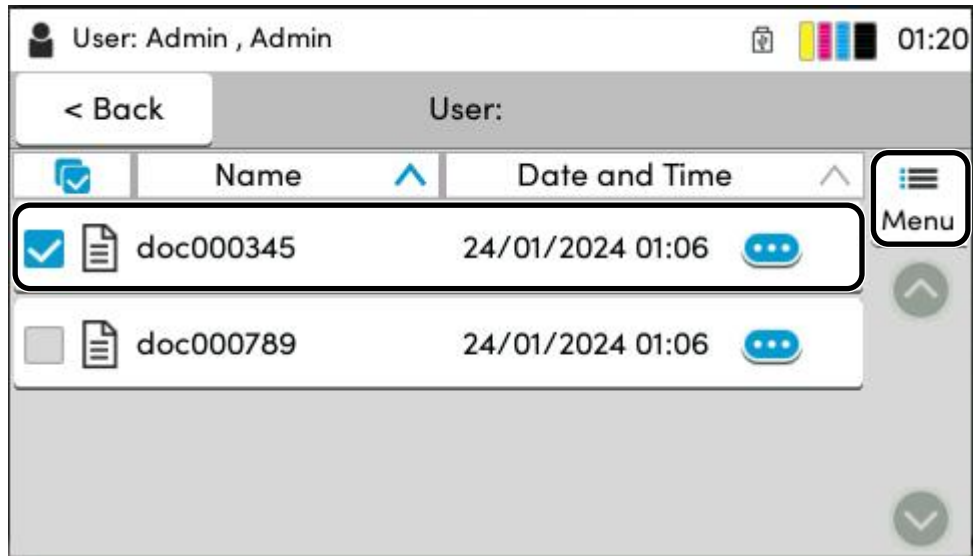 User: Admin , Admin 01:20
< Back User:
Name Date and Time Menu
doc000345 24/01/2024 01:06
doc000789 24/01/2024 01:06